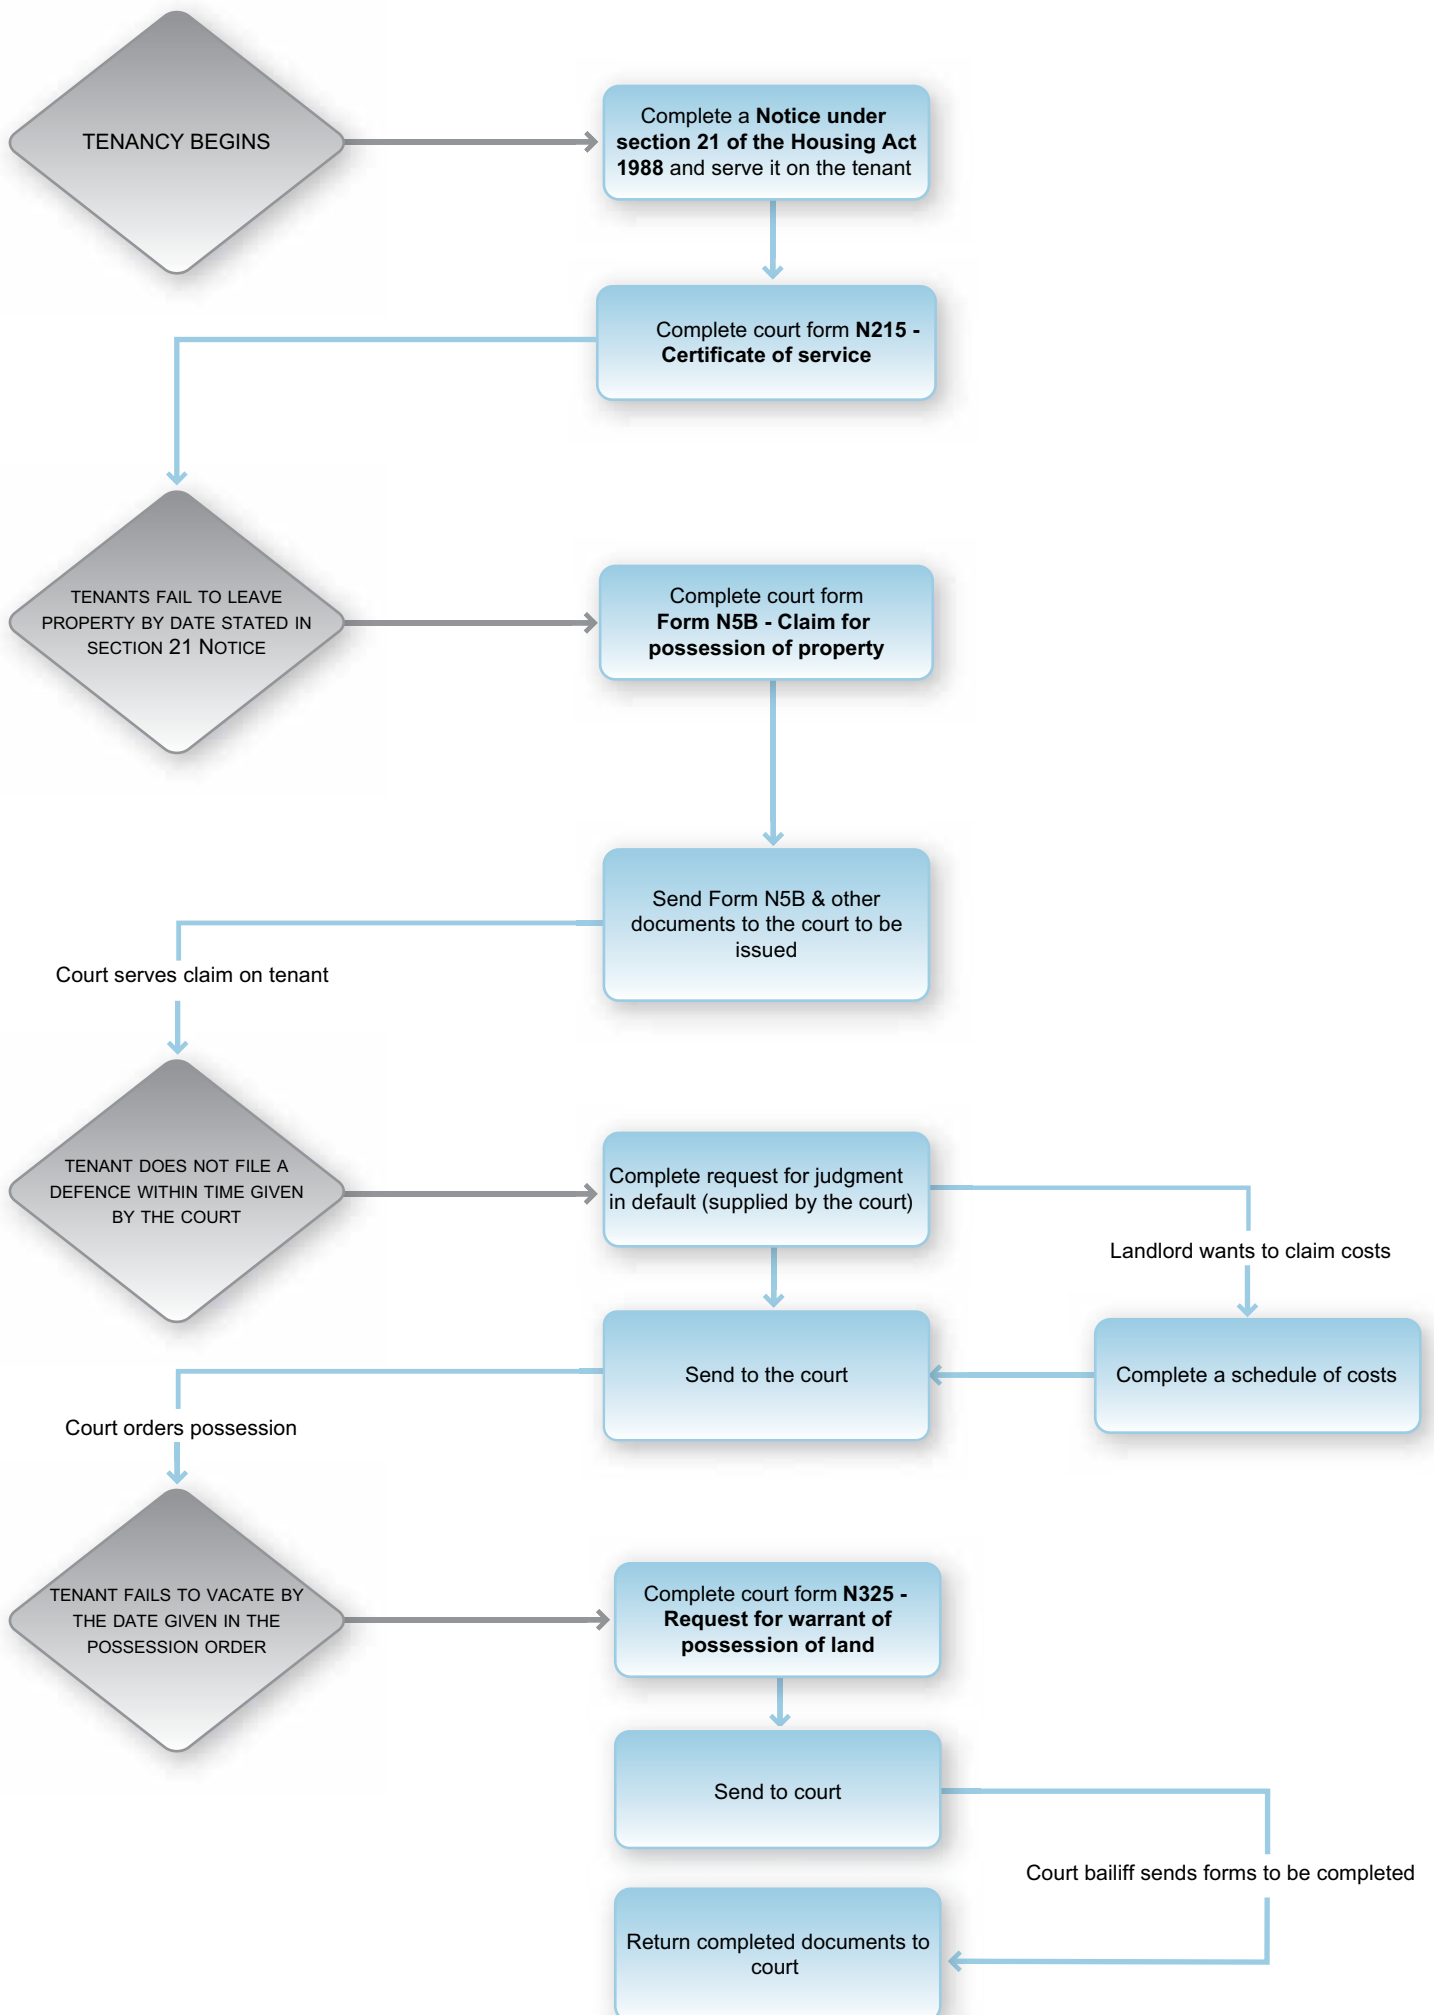 TENANCY BEGINS
Complete a Notice under
section 21 of the Housing Act
1988 and serve it on the tenant
Complete court form N215 -
Certificate of service
TENANTS FAIL TO LEAVE
PROPERTY BY DATE STATED IN
SECTION 21 NOTICE
Complete court form
Form N5B - Claim for
possession of property
Send Form N5B & other
documents to the court to be
issued
Court serves claim on tenant
TENANT DOES NOT FILE A
DEFENCE WITHIN TIME GIVEN
BY THE COURT
Complete request for judgment
in default (supplied by the court)
Landlord wants to claim costs
Send to the court
Complete a schedule of costs
Court orders possession
TENANT FAILS TO VACATE BY
THE DATE GIVEN IN THE
POSSESSION ORDER
Complete court form N325 -
Request for warrant of
possession of land
Send to court
Court bailiff sends forms to be completed
Return completed documents to
court